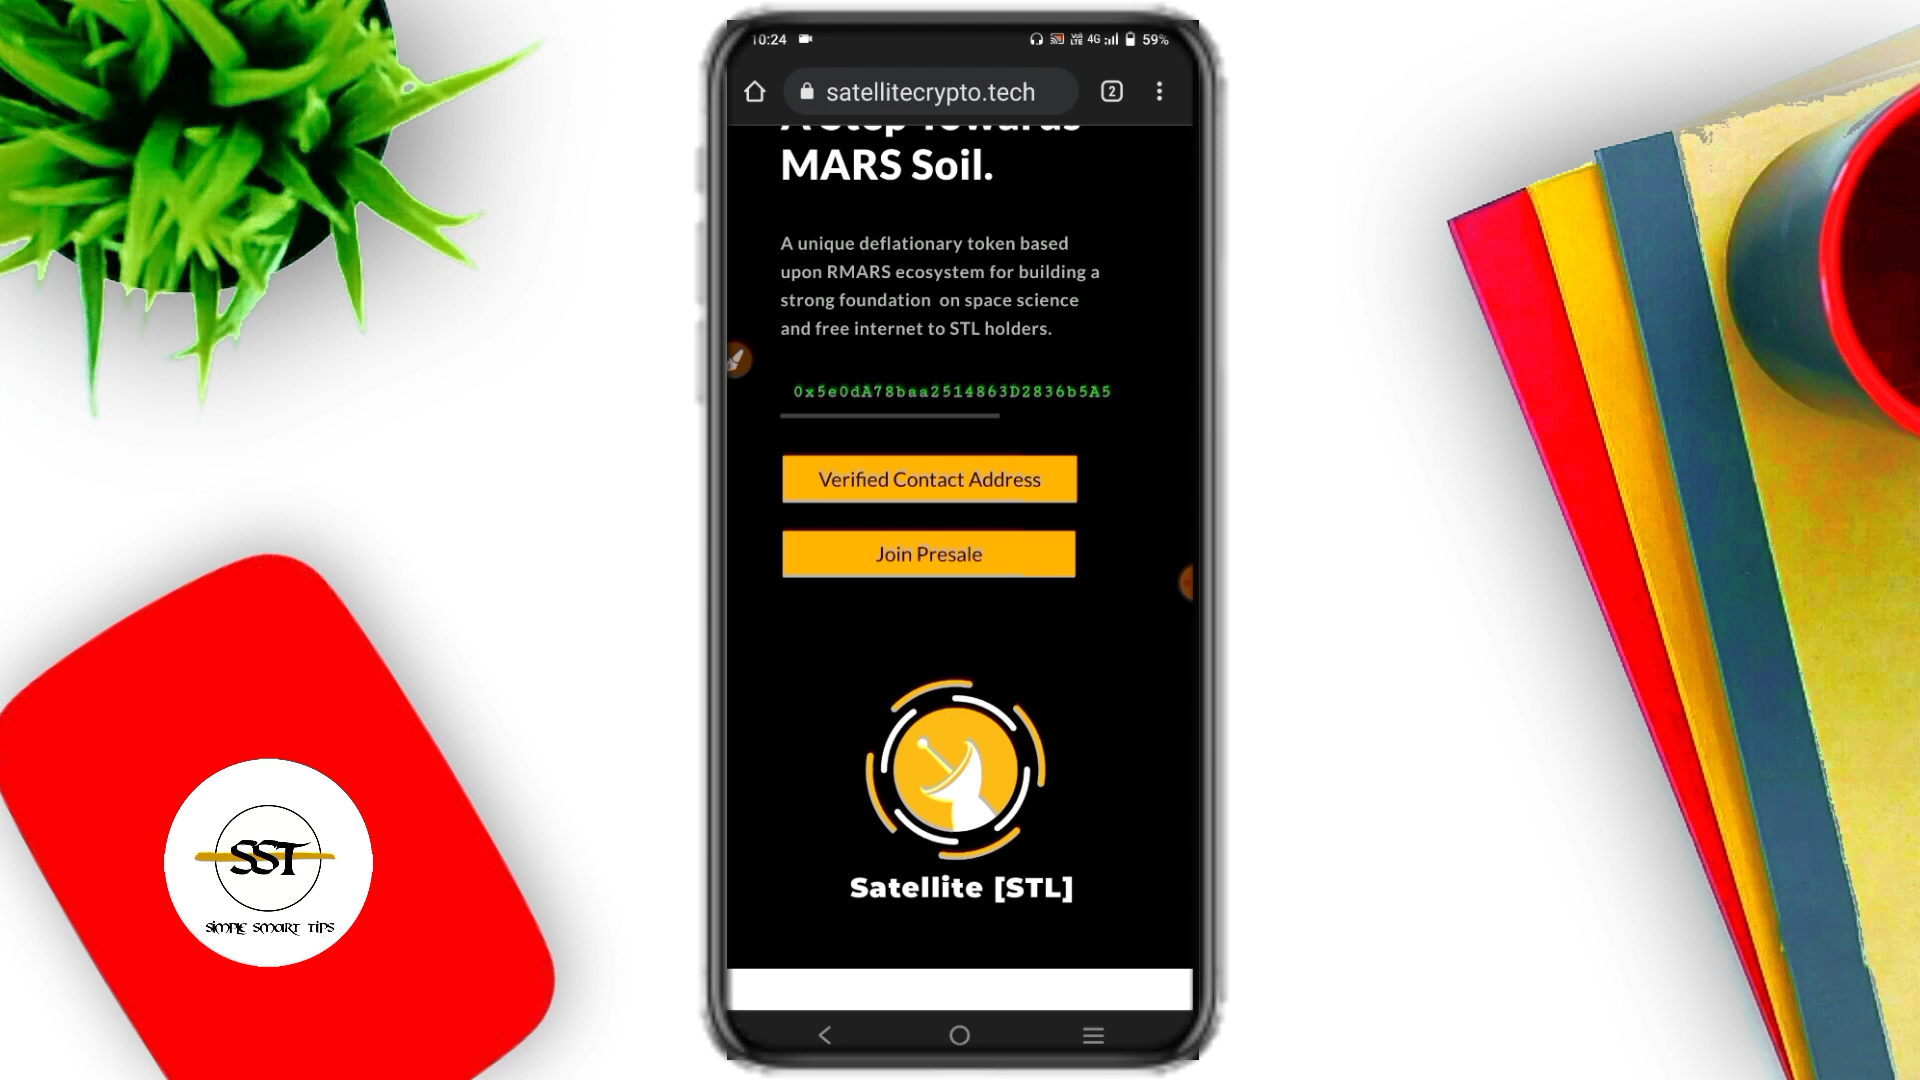 10:24
4G
59%
satellitecrypto.tech
2
A Step Towards
MARS Soil.
A unique deflationary token based
upon RMARS ecosystem for building a
strong foundation on space science
and free internet to STL holders.
0x5e0dA78baa2514863D2836b5A5
Verified Contact Address
Join Presale
Satellite [STL]
SST
SIMPLE SMART TIPS